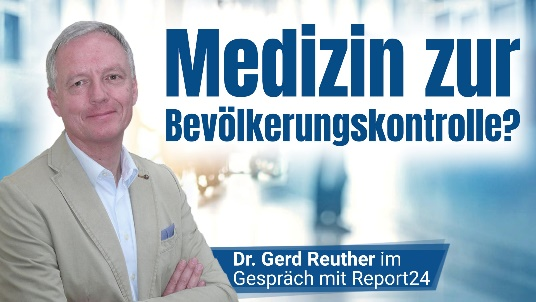 Medizin zur
Bevölkerungskontrolle?
Dr. Gerd Reuther im
Gespräch mit Report24